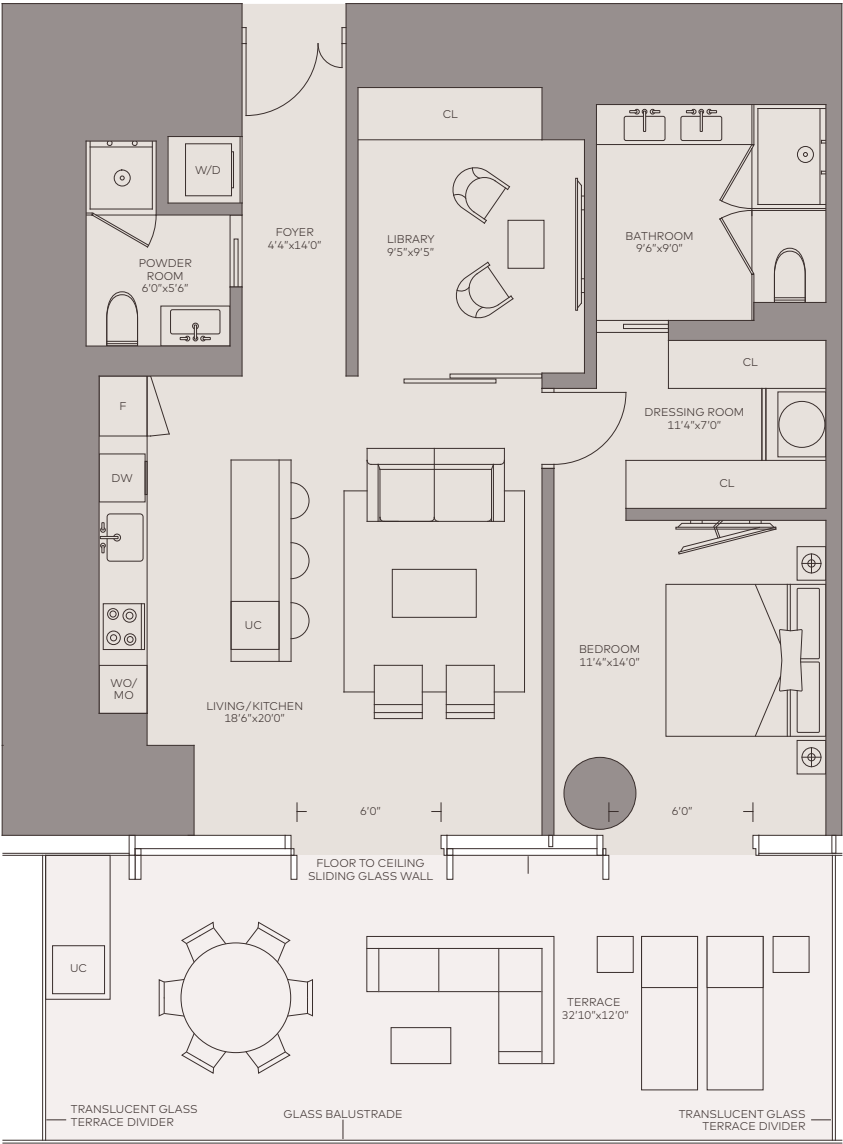 CL
W/D
FOYER
4'4"x14'0"
LIBRARY
9'5"x9'5"
BATHROOM
9'6"x9'0"
POWDER
ROOM
6'0"x5'6"
CL
F
DRESSING ROOM
11'4"x7'0"
DW
CL
UC
BEDROOM
11'4"x14'0"
WO/
MO
LIVING/KITCHEN
18'6"x20'0"
6'0"
6'0"
FLOOR TO CEILING
SLIDING GLASS WALL
UC
TERRACE
32'10"x12'0"
TRANSLUCENT GLASS
TERRACE DIVIDER
GLASS BALUSTRADE
TRANSLUCENT GLASS
TERRACE DIVIDER